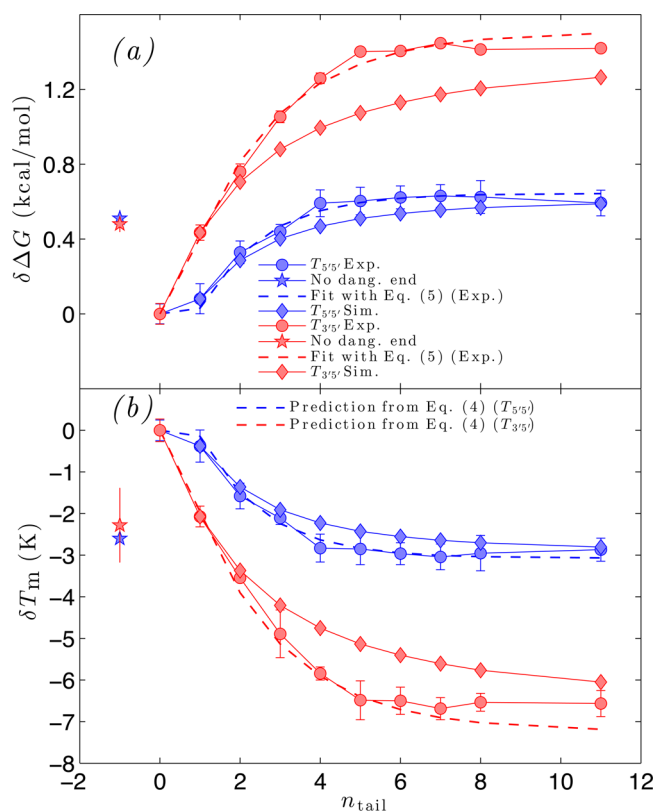 (a)
δΔG (kcal/mol)
1.2
0.8
0.4
0
T5′5′ Exp.
No dang. end
Fit with Eq. (5) (Exp.)
T5′5′ Sim.
T3′5′ Exp.
No dang. end
Fit with Eq. (5) (Exp.)
T3′5′ Sim.
(b)
Prediction from Eq. (4) (T5′5′)
Prediction from Eq. (4) (T3′5′)
δTm (K)
0
−1
−2
−3
−4
−5
−6
−7
−8
−2 0 2 4 6 8 10 12
ntail